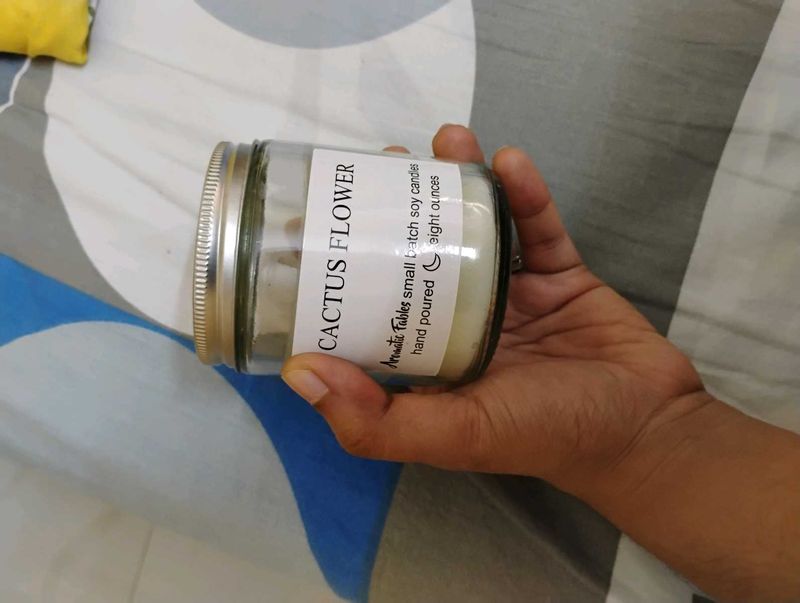 CACTUS FLOWER
Aromatic Fables small batch soy candles
hand poured eight ounces